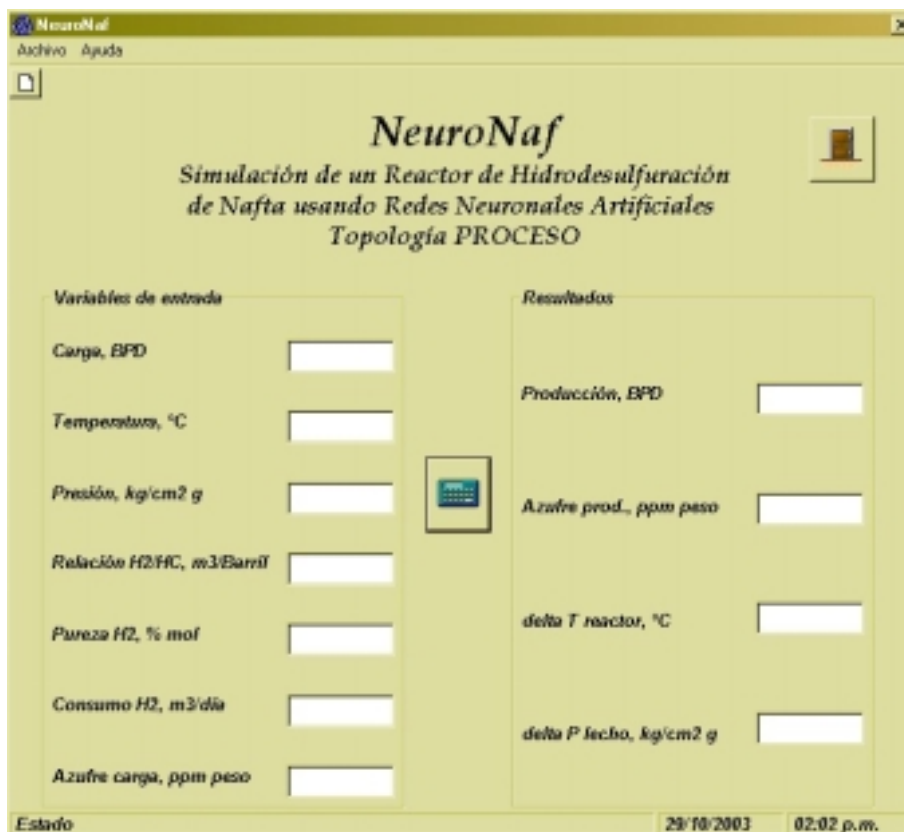 NeuroNaf
Archivo Ayuda
NeuroNaf
Simulación de un Reactor de Hidrodesulfuración
de Nafta usando Redes Neuronales Artificiales
Topología PROCESO
Variables de entrada
Carga, BPD
Temperatura, °C
Presión, kg/cm2 g
Relación H2/HC, m3/Barril
Pureza H2, % mol
Consumo H2, m3/día
Azufre carga, ppm peso
Resultados
Producción, BPD
Azufre prod., ppm peso
delta T reactor, °C
delta P lecho, kg/cm2 g
Estado 29/10/2003 02:02 p.m.